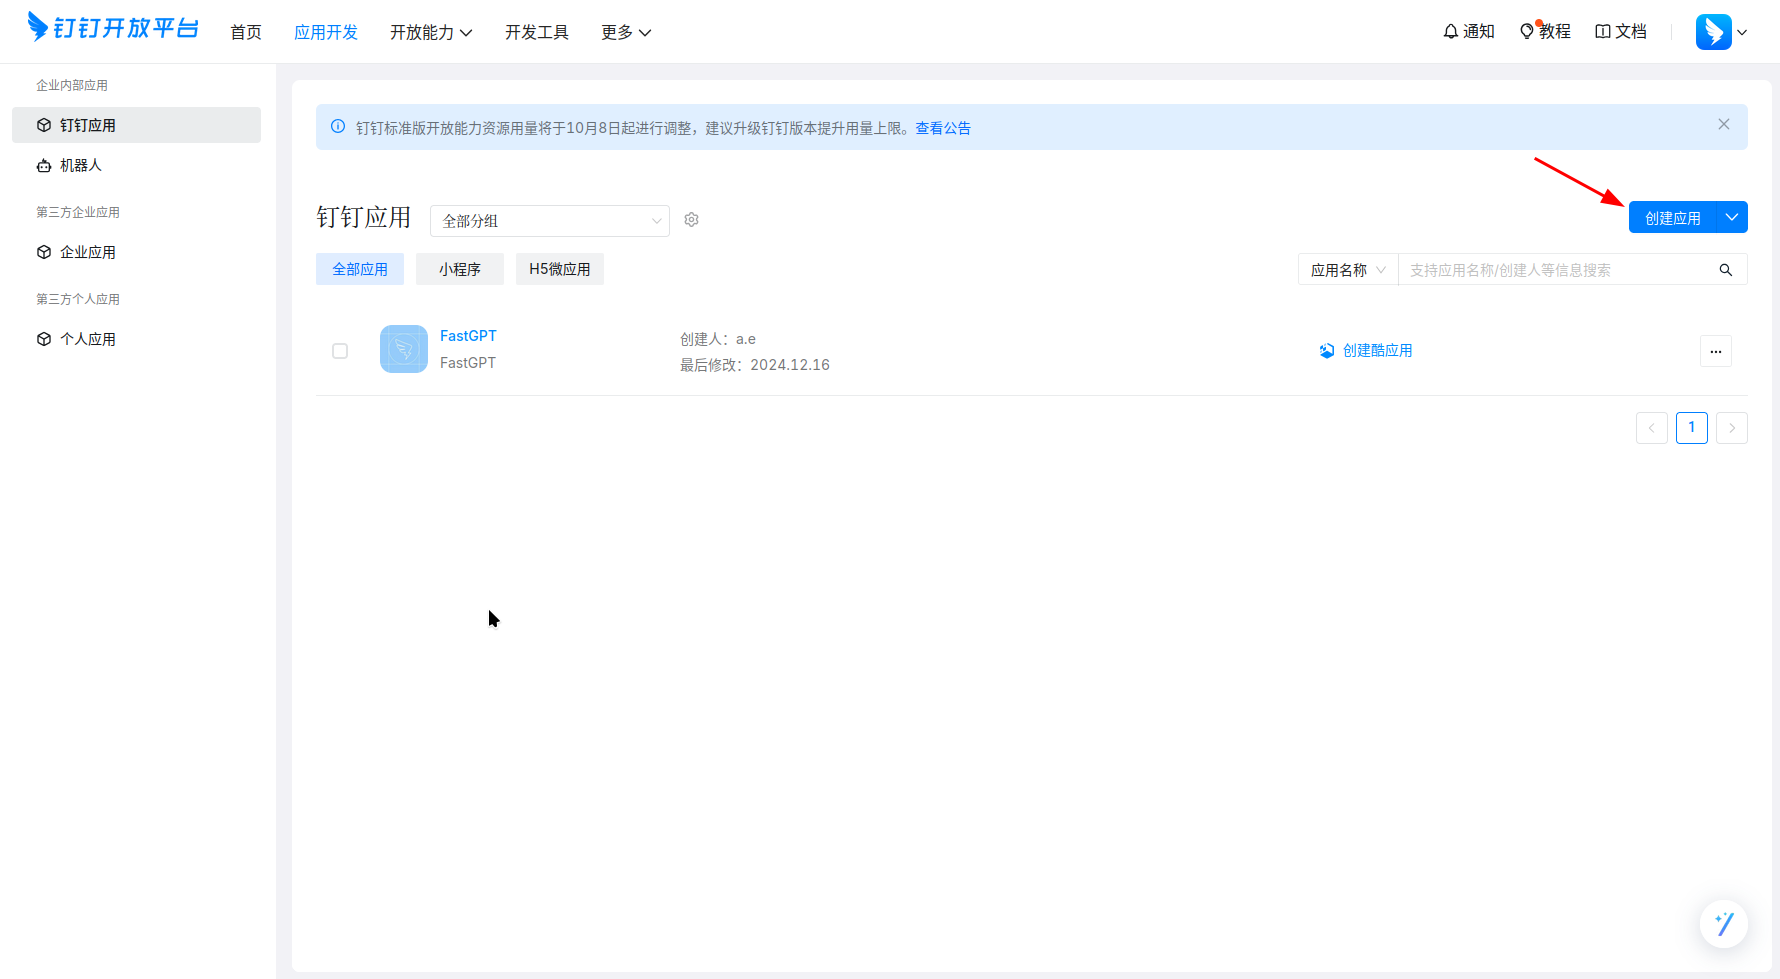 钉钉开放平台
首页 应用开发 开放能力 开发工具 更多
通知 教程 文档
企业内部应用
钉钉应用
机器人
第三方企业应用
企业应用
第三方个人应用
个人应用
钉钉标准版开放能力资源用量将于10月8日起进行调整，建议升级钉钉版本提升用量上限。查看公告
钉钉应用 全部分组
创建应用
全部应用 小程序 H5微应用
应用名称 支持应用名称/创建人等信息搜索
FastGPT
FastGPT
创建人：a.e
最后修改：2024.12.16
创建酷应用
1